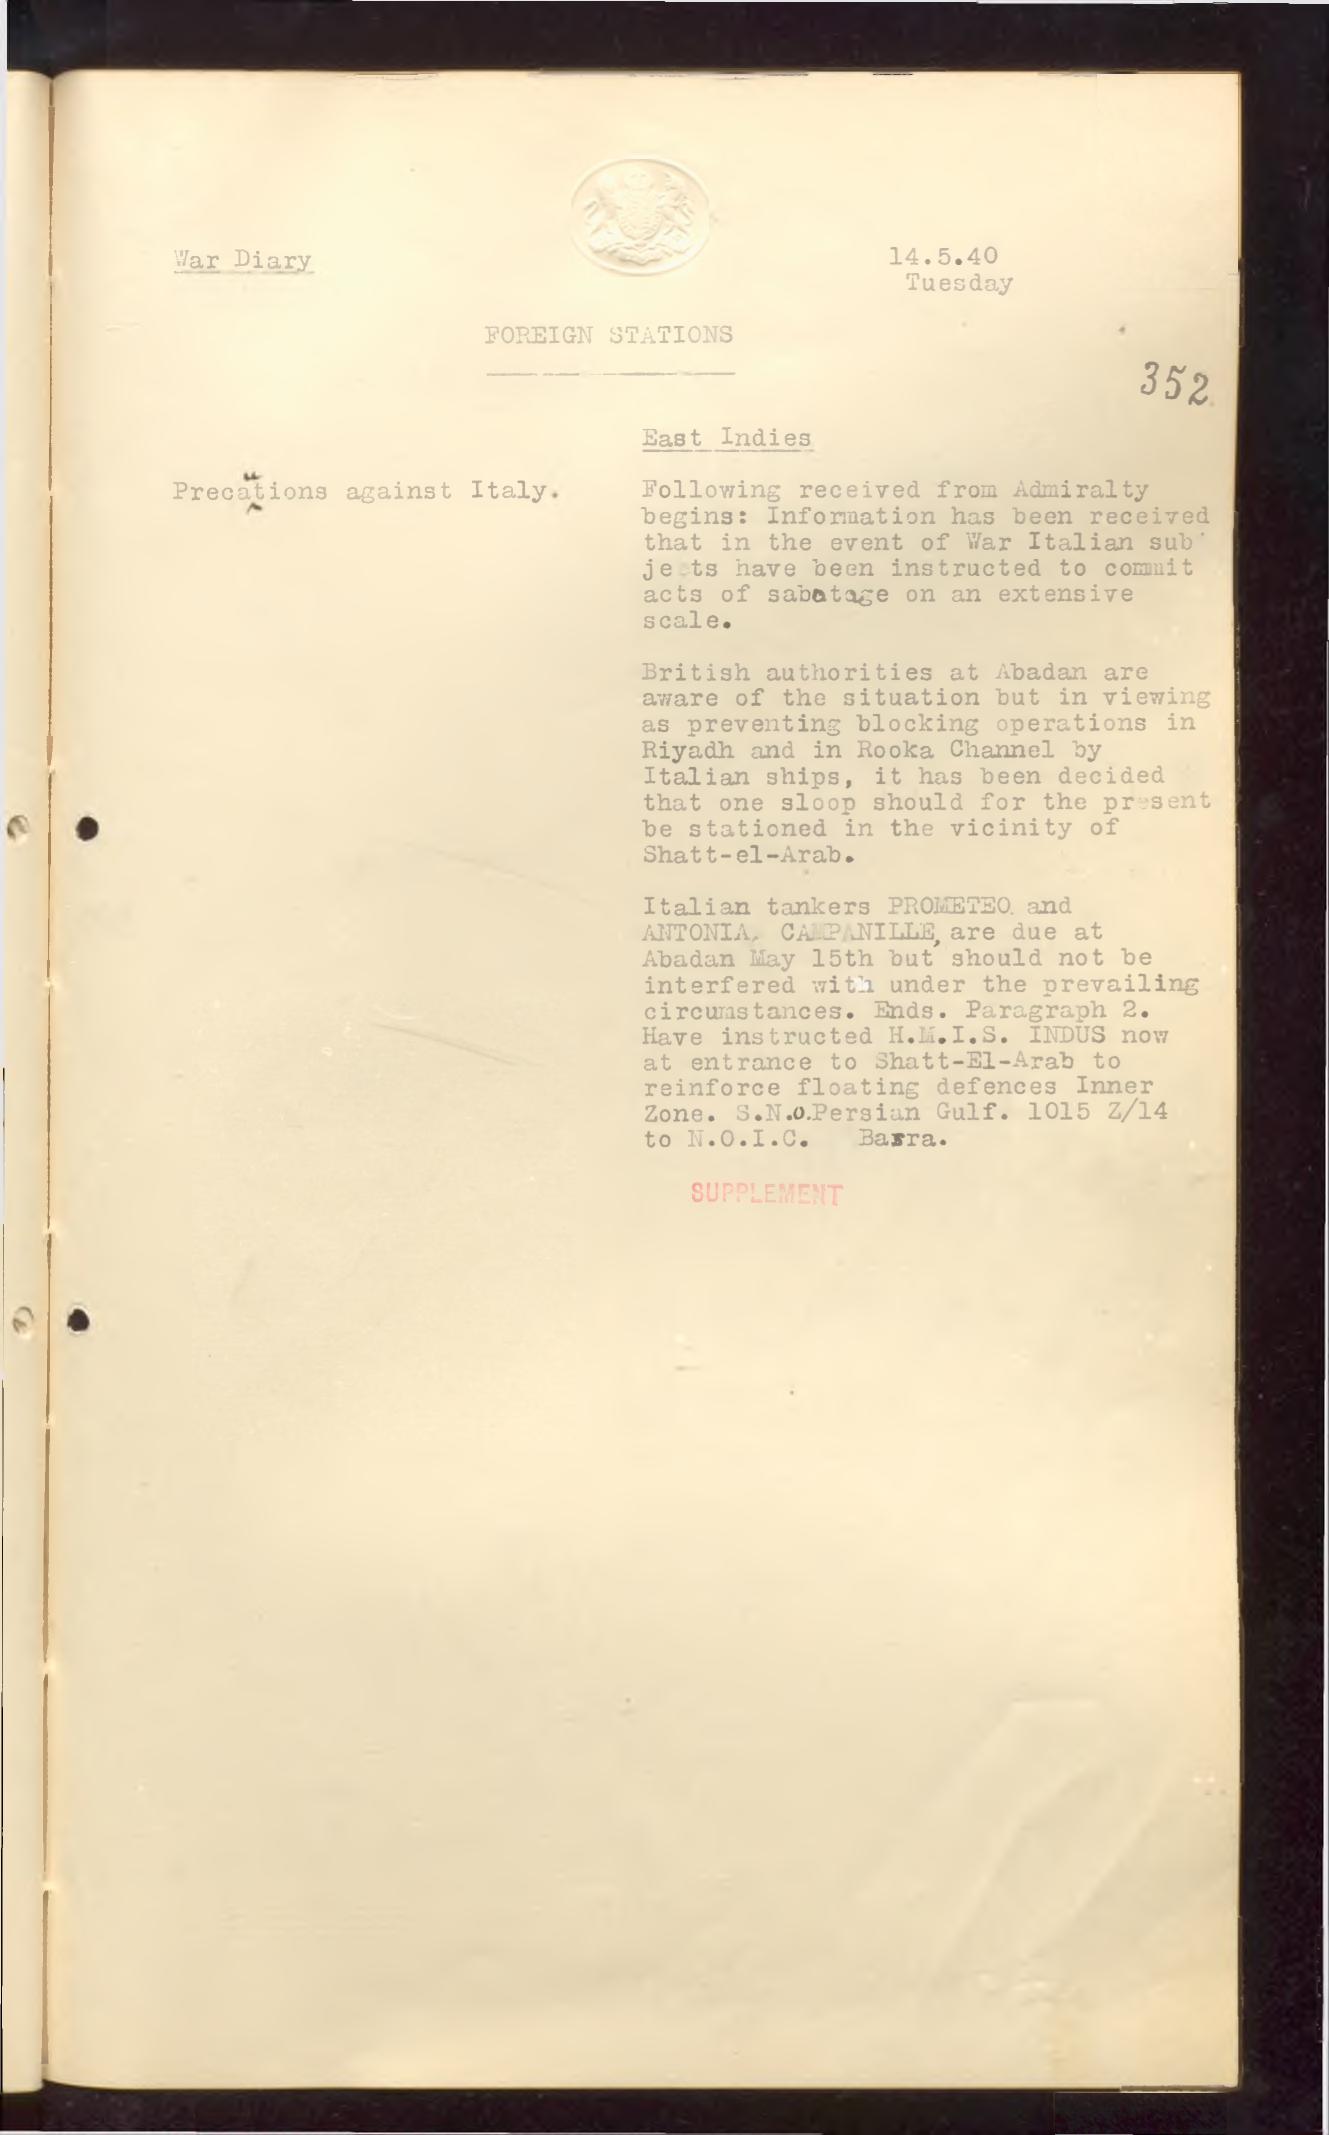 War Diary
14.5.40
Tuesday
FOREIGN STATIONS
352
East Indies
Precautions against Italy.
Following received from Admiralty
begins: Information has been received
that in the event of War Italian sub
jects have been instructed to commit
acts of sabotage on an extensive
scale.
British authorities at Abadan are
aware of the situation but in viewing
as preventing blocking operations in
Riyadh and in Rooka Channel by
Italian ships, it has been decided
that one sloop should for the present
be stationed in the vicinity of
Shatt-el-Arab.
Italian tankers PROMETEO. and
ANTONIA, CAMPANILLE, are due at
Abadan May 15th but should not be
interfered with under the prevailing
circumstances. Ends. Paragraph 2.
Have instructed H.M.I.S. INDUS now
at entrance to Shatt-El-Arab to
reinforce floating defences Inner
Zone. S.N.O.Persian Gulf. 1015 Z/14
to N.O.I.C. Basra.
SUPPLEMENT